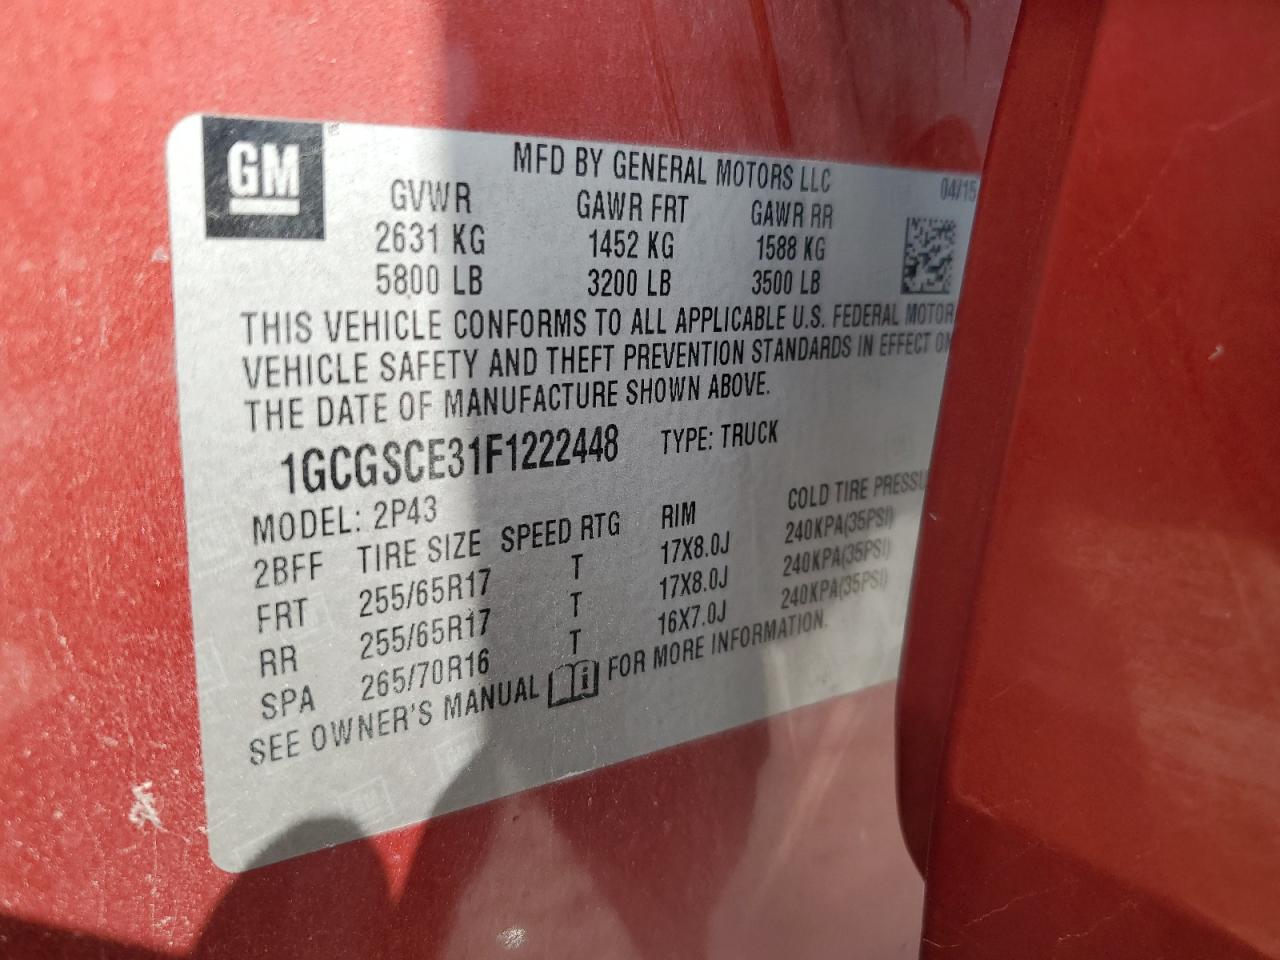 GM
MFD BY GENERAL MOTORS LLC
04/15
GVWR GAWR FRT GAWR RR
2631 KG 1452 KG 1588 KG
5800 LB 3200 LB 3500 LB
THIS VEHICLE CONFORMS TO ALL APPLICABLE U.S. FEDERAL MOTOR
VEHICLE SAFETY AND THEFT PREVENTION STANDARDS IN EFFECT ON
THE DATE OF MANUFACTURE SHOWN ABOVE.
1GCGSCE31F1222448 TYPE: TRUCK
MODEL: 2P43
2BFF TIRE SIZE SPEED RTG RIM COLD TIRE PRESSU
FRT 255/65R17 T 17X8.0J 240KPA(35PSI)
RR 255/65R17 T 17X8.0J 240KPA(35PSI)
SPA 265/70R16 T 16X7.0J 240KPA(35PSI)
SEE OWNER'S MANUAL i FOR MORE INFORMATION.